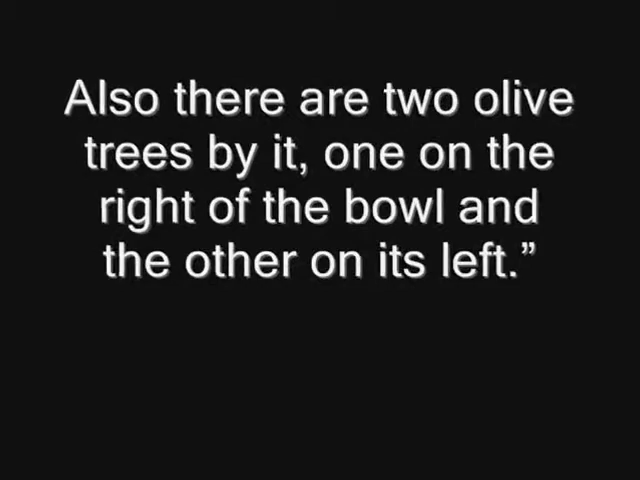 Also there are two olive
trees by it, one on the
right of the bowl and
the other on its left.”